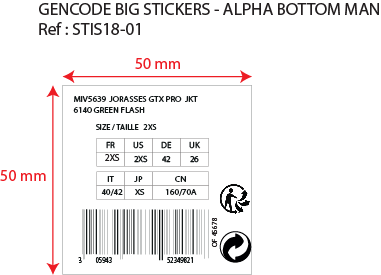 GENCODE BIG STICKERS - ALPHA BOTTOM MAN
Ref : STIS18-01
50 mm
50 mm
MIV5639 JORASSES GTX PRO JKT
6140 GREEN FLASH
SIZE / TAILLE 2XS
FR US DE UK
2XS 2XS 42 26
IT JP CN
40/42 XS 160/70A
OF 45678
3 05943 52349821